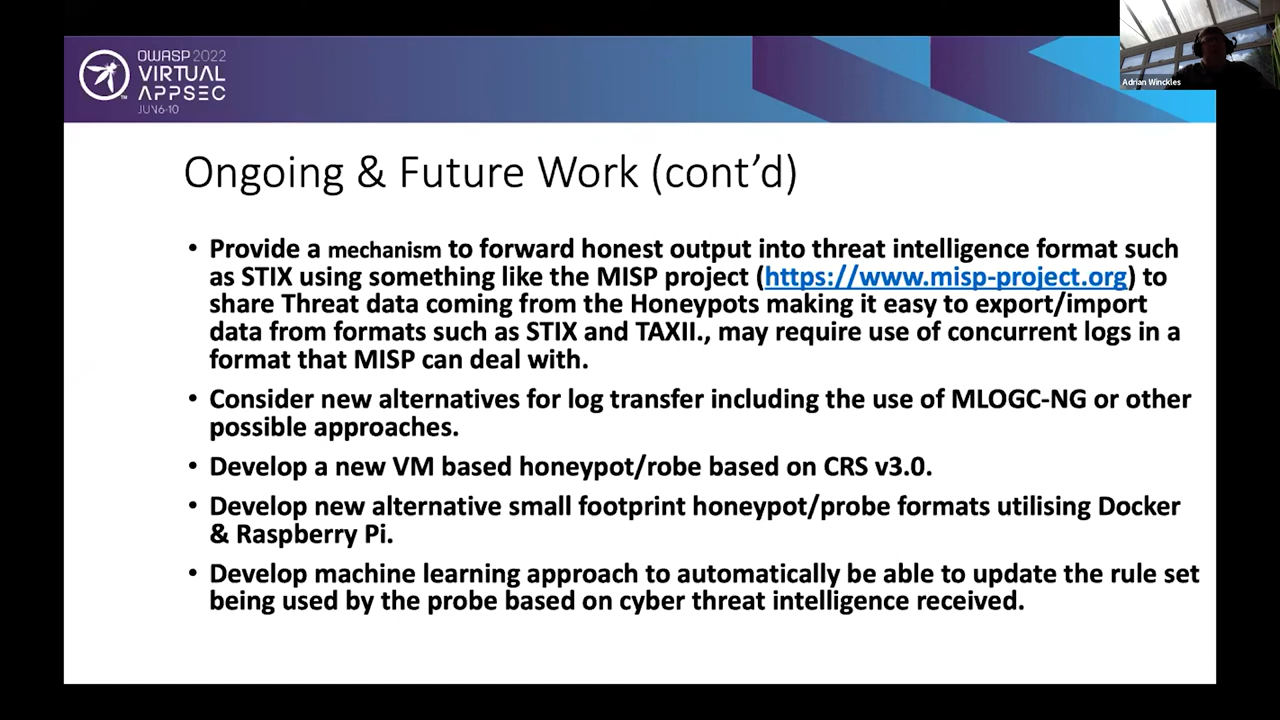 OWASP 2022
VIRTUAL
APPSEC
JUN 6-10
Adrian Winckles
Ongoing & Future Work (cont’d)
• Provide a mechanism to forward honest output into threat intelligence format such
as STIX using something like the MISP project (https://www.misp-project.org) to
share Threat data coming from the Honeypots making it easy to export/import
data from formats such as STIX and TAXII., may require use of concurrent logs in a
format that MISP can deal with.
• Consider new alternatives for log transfer including the use of MLOGC-NG or other
possible approaches.
• Develop a new VM based honeypot/robe based on CRS v3.0.
• Develop new alternative small footprint honeypot/probe formats utilising Docker
& Raspberry Pi.
• Develop machine learning approach to automatically be able to update the rule set
being used by the probe based on cyber threat intelligence received.